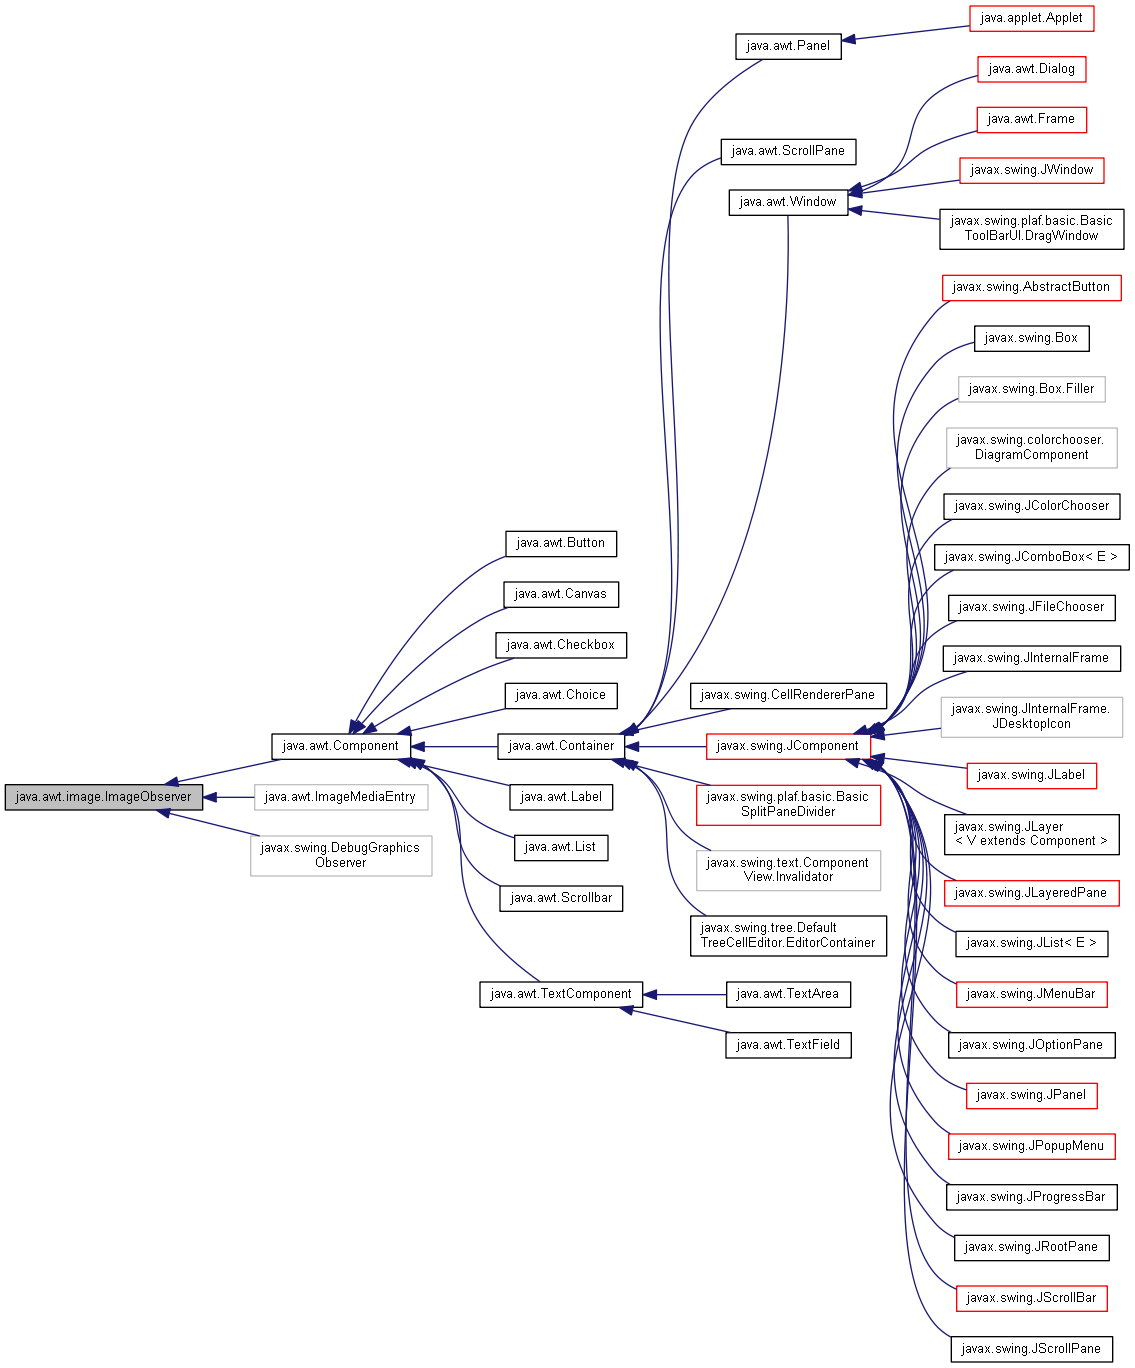 java.applet.Applet
java.awt.Panel
java.awt.Dialog
java.awt.Frame
java.awt.ScrollPane
javax.swing.JWindow
java.awt.Window
javax.swing.plaf.basic.Basic
ToolBarUI.DragWindow
javax.swing.AbstractButton
javax.swing.Box
javax.swing.Box.Filler
javax.swing.colorchooser.
DiagramComponent
javax.swing.JColorChooser
java.awt.Button
javax.swing.JComboBox< E >
java.awt.Canvas
javax.swing.JFileChooser
java.awt.Checkbox
javax.swing.JInternalFrame
java.awt.Choice
javax.swing.CellRendererPane
javax.swing.JInternalFrame.
JDesktopIcon
java.awt.Component
java.awt.Container
javax.swing.JComponent
javax.swing.JLabel
java.awt.image.ImageObserver
java.awt.ImageMediaEntry
java.awt.Label
javax.swing.plaf.basic.Basic
SplitPaneDivider
javax.swing.JLayer
< V extends Component >
javax.swing.DebugGraphics
Observer
java.awt.List
javax.swing.text.Component
View.Invalidator
javax.swing.JLayeredPane
java.awt.Scrollbar
javax.swing.tree.Default
TreeCellEditor.EditorContainer
javax.swing.JList< E >
java.awt.TextComponent
java.awt.TextArea
javax.swing.JMenuBar
java.awt.TextField
javax.swing.JOptionPane
javax.swing.JPanel
javax.swing.JPopupMenu
javax.swing.JProgressBar
javax.swing.JRootPane
javax.swing.JScrollBar
javax.swing.JScrollPane